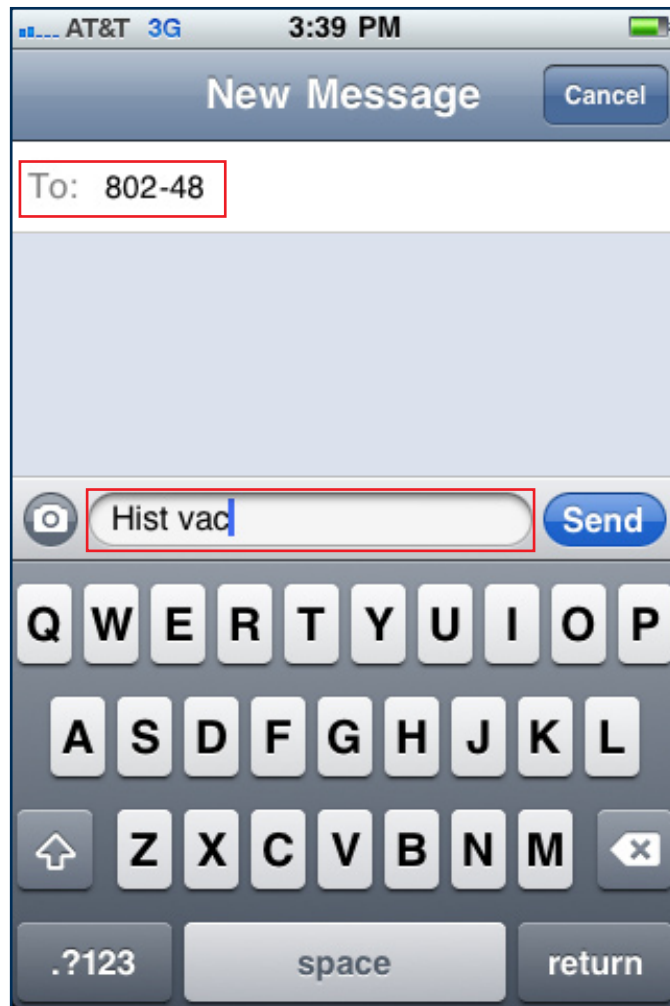 AT&T 3G 3:39 PM
New Message Cancel
To: 802-48
Hist vac Send
Q W E R T Y U I O P
A S D F G H J K L
Z X C V B N M
.?123 space return